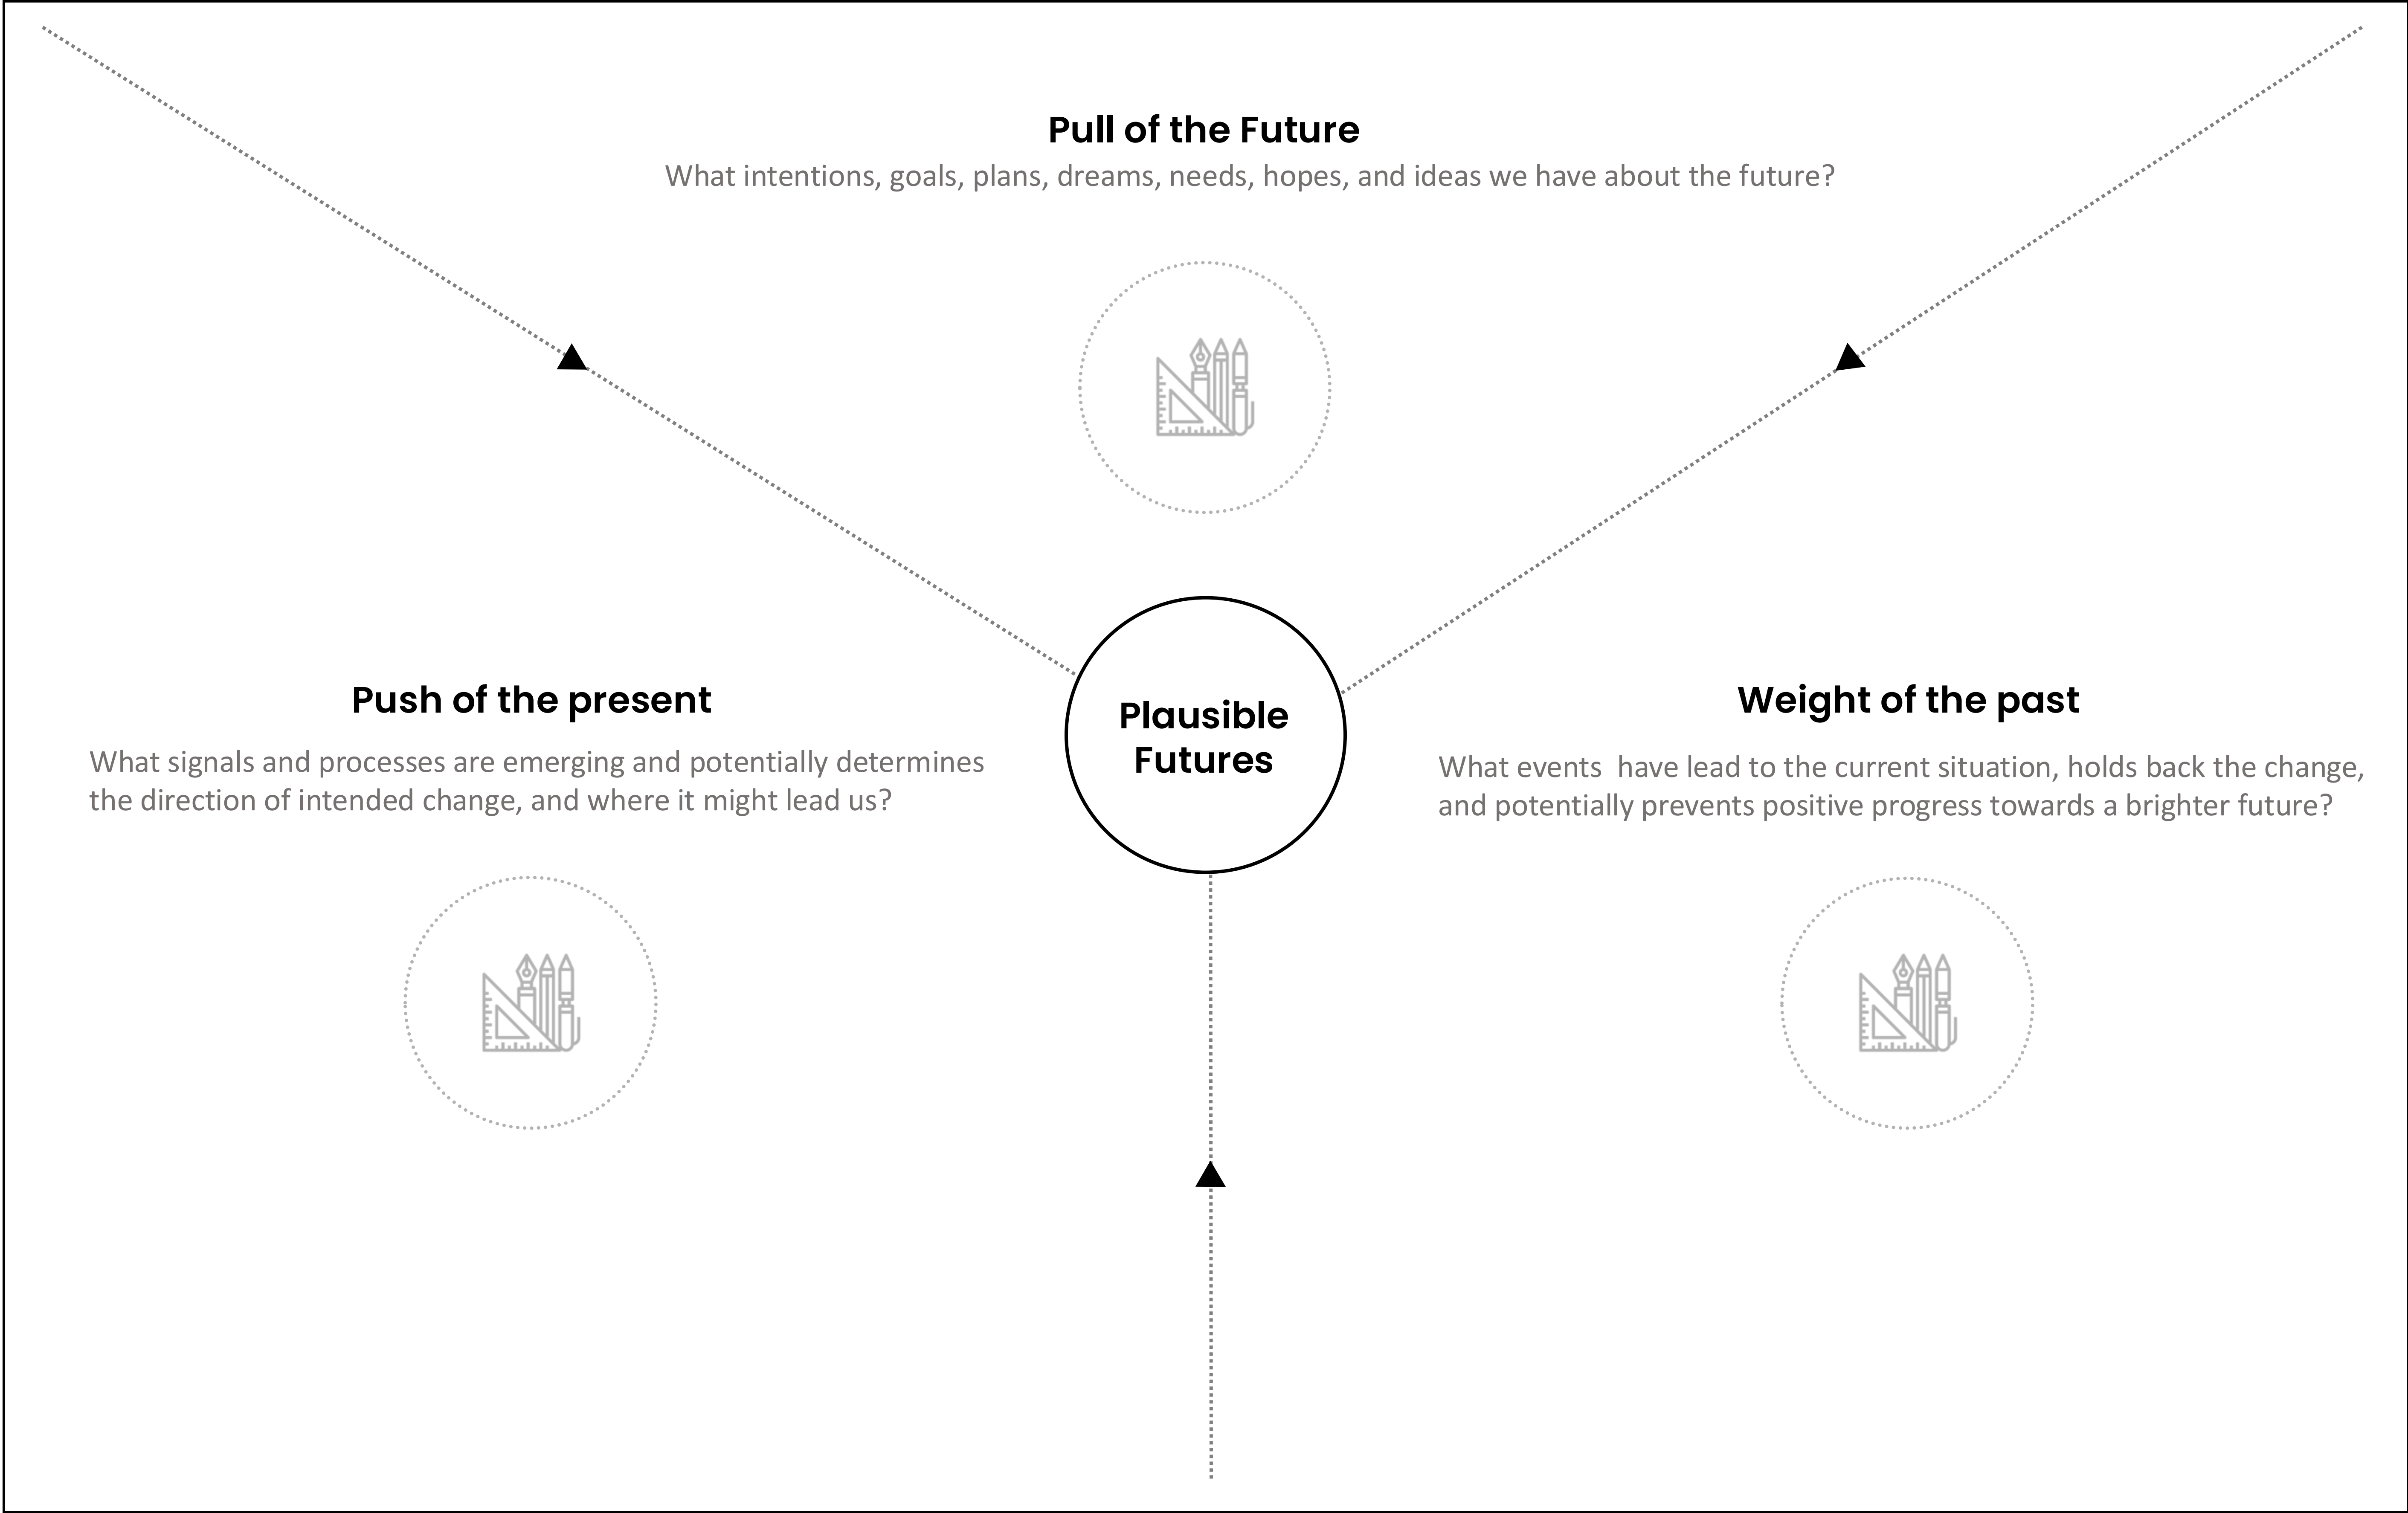 Pull of the Future
What intentions, goals, plans, dreams, needs, hopes, and ideas we have about the future?
Push of the present
What signals and processes are emerging and potentially determines
the direction of intended change, and where it might lead us?
Plausible
Futures
Weight of the past
What events  have lead to the current situation, holds back the change,
and potentially prevents positive progress towards a brighter future?